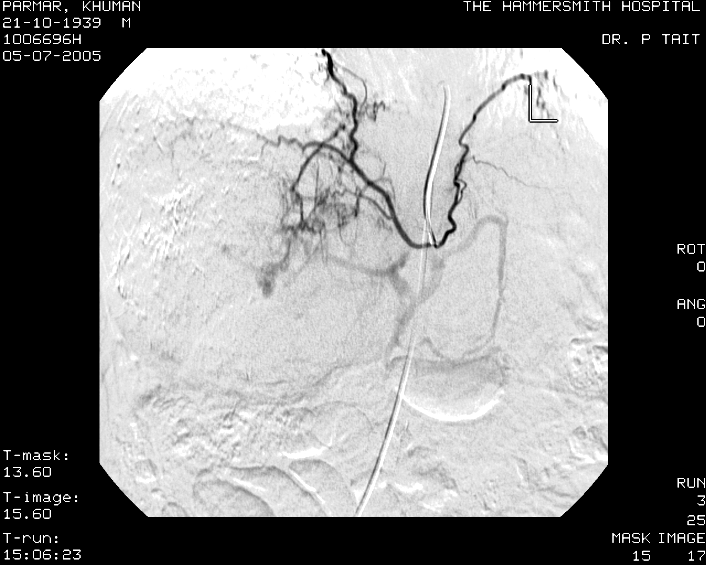 PARMAR, KHUMAN
21-10-1939 M
1006696H
05-07-2005
THE HAMMERSMITH HOSPITAL
DR. P TAIT
ROT
0
ANG
0
T-mask:
13.60
T-image:
15.60
T-run:
15:06:23
RUN
3
25
MASK IMAGE
15 17